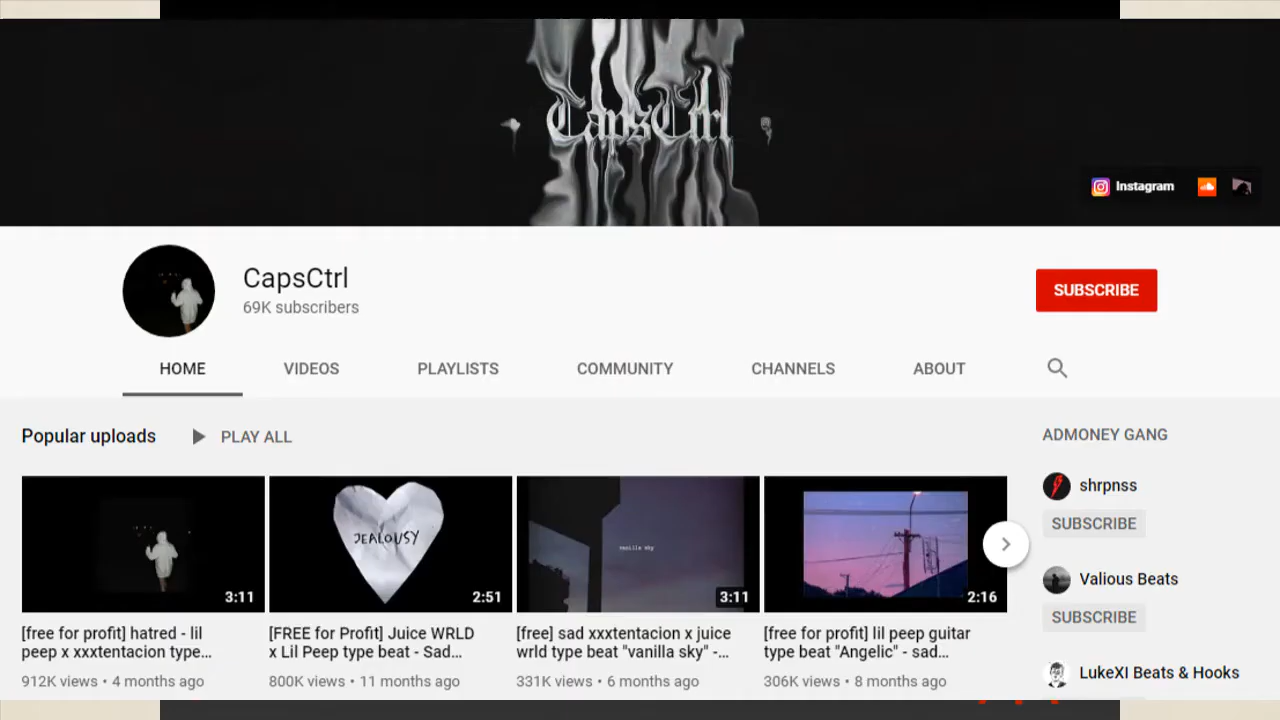 CapsCtrl
Instagram
CapsCtrl
69K subscribers
SUBSCRIBE
HOME
VIDEOS
PLAYLISTS
COMMUNITY
CHANNELS
ABOUT
Popular uploads
PLAY ALL
JEALOUSY
vanilla sky
3:11
2:51
3:11
2:16
[free for profit] hatred - lil
peep x xxxtentacion type...
912K views • 4 months ago
[FREE for Profit] Juice WRLD
x Lil Peep type beat - Sad...
800K views • 11 months ago
[free] sad xxxtentacion x juice
wrld type beat "vanilla sky" -...
331K views • 6 months ago
[free for profit] lil peep guitar
type beat "Angelic" - sad...
306K views • 8 months ago
ADMONEY GANG
shrpnss
SUBSCRIBE
Valious Beats
SUBSCRIBE
LukeXI Beats & Hooks